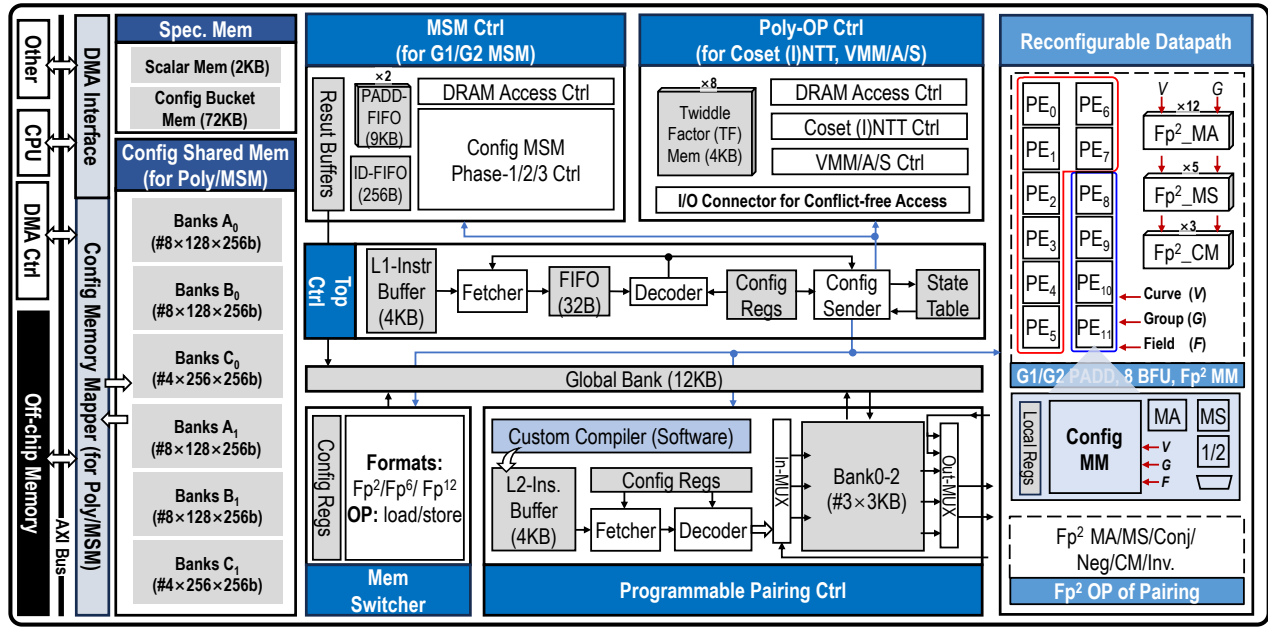 Other
CPU
DMA Ctrl
Off-chip Memory
AXI Bus
DMA Interface
Config Memory Mapper (for Poly/MSM)
Spec. Mem
Scalar Mem (2KB)
Config Bucket
Mem (72KB)
Config Shared Mem
(for Poly/MSM)
Banks A0
(#8×128×256b)
Banks B0
(#8×128×256b)
Banks C0
(#4×256×256b)
Banks A1
(#8×128×256b)
Banks B1
(#8×128×256b)
Banks C1
(#4×256×256b)
MSM Ctrl
(for G1/G2 MSM)
Resut Buffers
×2
PADD-
FIFO
(9KB)
ID-FIFO
(256B)
DRAM Access Ctrl
Config MSM
Phase-1/2/3 Ctrl
Poly-OP Ctrl
(for Coset (I)NTT, VMM/A/S)
×8
Twiddle
Factor (TF)
Mem (4KB)
DRAM Access Ctrl
Coset (I)NTT Ctrl
VMM/A/S Ctrl
I/O Connector for Conflict-free Access
Top
Ctrl
L1-Instr
Buffer
(4KB)
Fetcher
FIFO
(32B)
Decoder
Config
Regs
Config
Sender
State
Table
Global Bank (12KB)
Config Regs
Formats:
Fp2/Fp6/ Fp12
OP: load/store
Mem
Switcher
Custom Compiler (Software)
L2-Ins.
Buffer
(4KB)
Config Regs
Fetcher
Decoder
In-MUX
Bank0-2
(#3×3KB)
Out-MUX
Programmable Pairing Ctrl
Reconfigurable Datapath
PE0
PE1
PE2
PE3
PE4
PE5
PE6
PE7
PE8
PE9
PE10
PE11
V
G
×12
Fp2_MA
×5
Fp2_MS
×3
Fp2_CM
Curve (V)
Group (G)
Field (F)
G1/G2 PADD, 8 BFU, Fp2 MM
Local Regs
Config
MM
MA
MS
1/2
V
G
F
Fp2 MA/MS/Conj/
Neg/CM/Inv.
Fp2 OP of Pairing